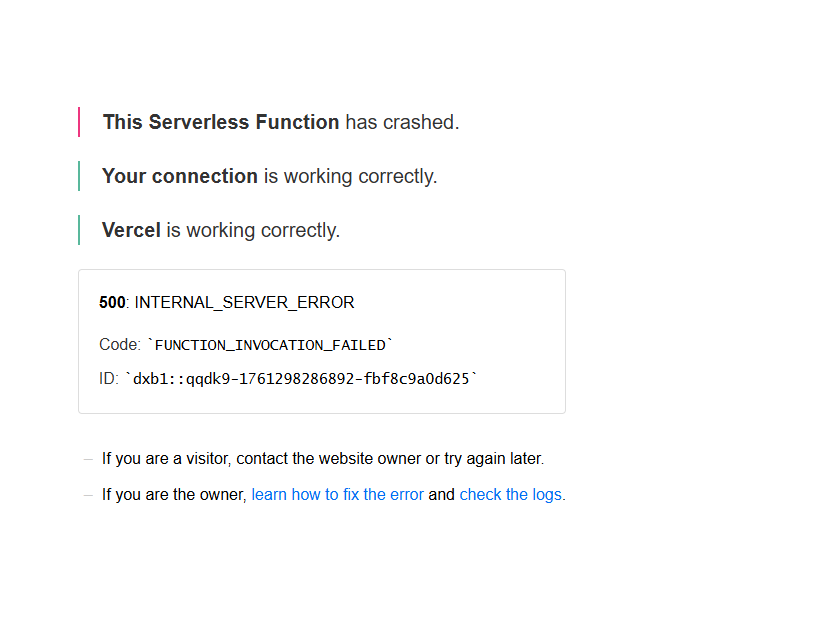 This Serverless Function has crashed.
Your connection is working correctly.
Vercel is working correctly.
500: INTERNAL_SERVER_ERROR
Code: `FUNCTION_INVOCATION_FAILED`
ID: `dxb1::qqdk9-1761298286892-fbf8c9a0d625`
– If you are a visitor, contact the website owner or try again later.
– If you are the owner, learn how to fix the error and check the logs.